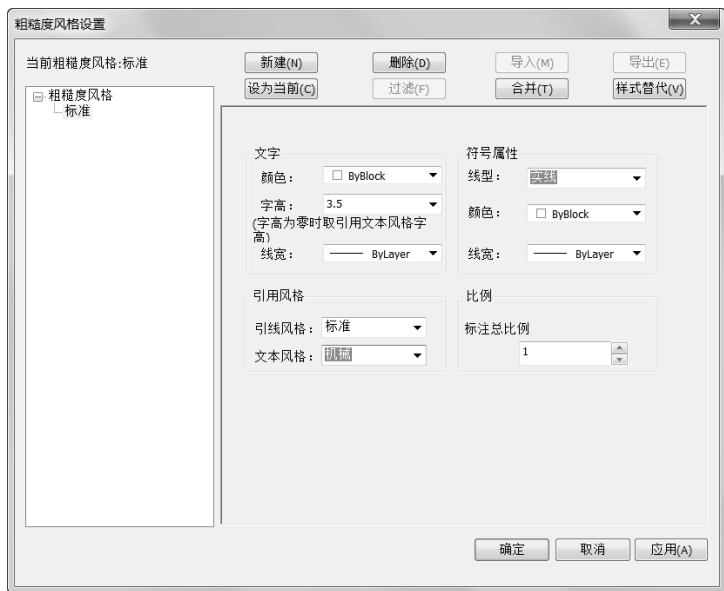 粗糙度风格设置
X
当前粗糙度风格:标准
新建(N)
删除(D)
导入(M)
导出(E)
设为当前(C)
过滤(F)
合并(T)
样式替代(V)
粗糙度风格
标准
文字
颜色:
ByBlock
字高:
3.5
(字高为零时取引用文本风格字
高)
线宽:
ByLayer
符号属性
线型:
实线
颜色:
ByBlock
线宽:
ByLayer
引用风格
引线风格:
标准
文本风格:
机械
比例
标注总比例
1
确定
取消
应用(A)